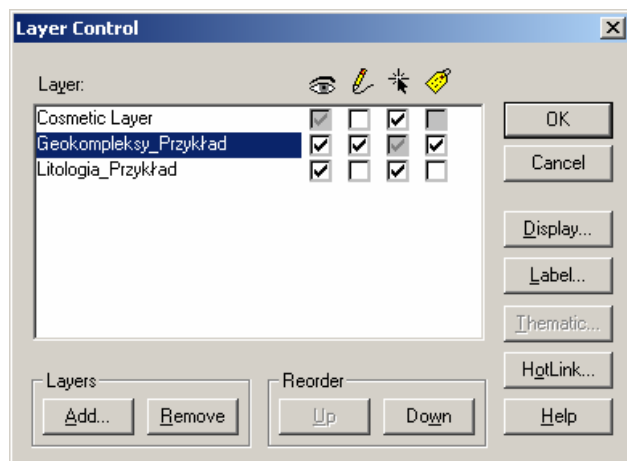 Layer Control
Layer:
Cosmetic Layer
Geokompleksy_Przykład
Litologia_Przykład
OK
Cancel
Display...
Label...
Thematic...
HotLink...
Help
Layers
Add...
Remove
Reorder
Up
Down